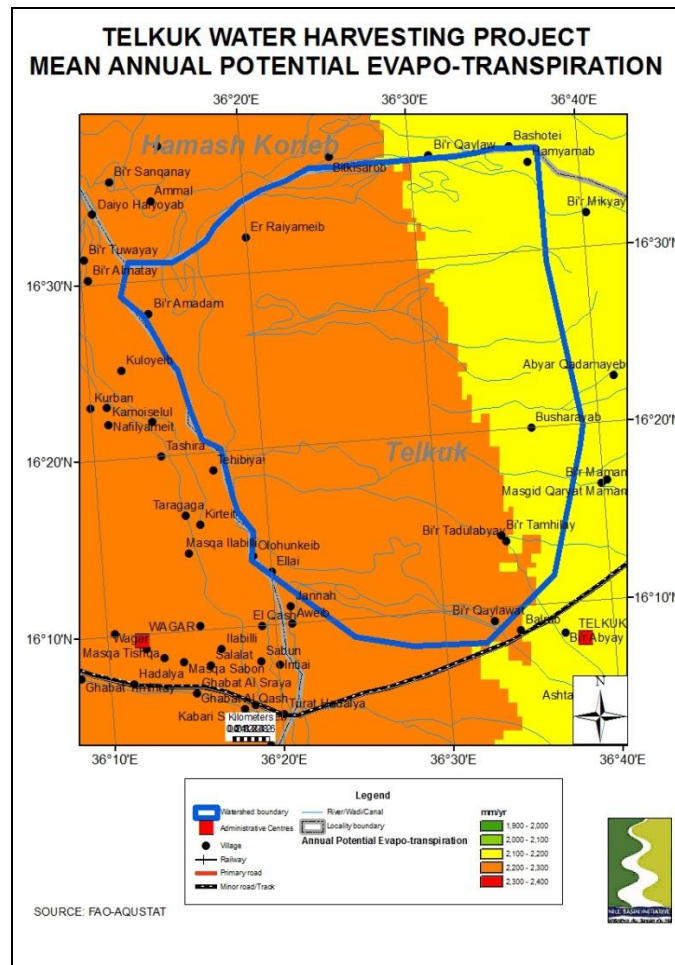 TELKUK WATER HARVESTING PROJECT
MEAN ANNUAL POTENTIAL EVAPO-TRANSPIRATION
36°20'E
36°30'E
36°40'E
Hamash Korieb
Bi'r Qaylaw
Bashotei
Hamyamab
Bitkisarob
Bi'r Sanqanay
Ammal
Daiyo Haryoyab
Bi'r Mikyay
Er Raiyameib
Bi'r Tuwayay
16°30'N
Bi'r Almatay
16°30'N
Bi'r Amadam
Kuloyeib
Abyar Qadamayeb
Kurban
Kamoiselul
Nafilyameit
Busharayab
16°20'N
Tashira
Telkuk
16°20'N
Tehibiyai
Bi'r Maman
Masgid Qaryat Maman
Taragaga
Kirteit
Bi'r Tadulabyay
Bi'r Tamhilay
Masqa Ilabilli
Olohunkeib
Ellai
Jannah
16°10'N
WAGAR
El Qash
Aweib
Bi'r Qaylawat
Balilub
TELKUK
Bi'r Abyay
16°10'N
Wagar
Ilabilli
Masqa Tishqa
Salalat
Sabun
Hadalya
Masqa Sabon
Intiai
Ghabat Al Sraya
Ghabat
Ghabat Al Qash
Turat Hadalya
Kabari S
Ashta
Kilometers
36°10'E
36°20'E
36°30'E
36°40'E
Legend
Watershed boundary
Administrative Centres
Village
Railway
Primary road
Minor road/Track
River/Wadi/Canal
Locality boundary
Annual Potential Evapo-transpiration
mm/yr
1,900 - 2,000
2,000 - 2,100
2,100 - 2,200
2,200 - 2,300
2,300 - 2,400
SOURCE: FAO-AQUSTAT
NILE BASIN INITIATIVE